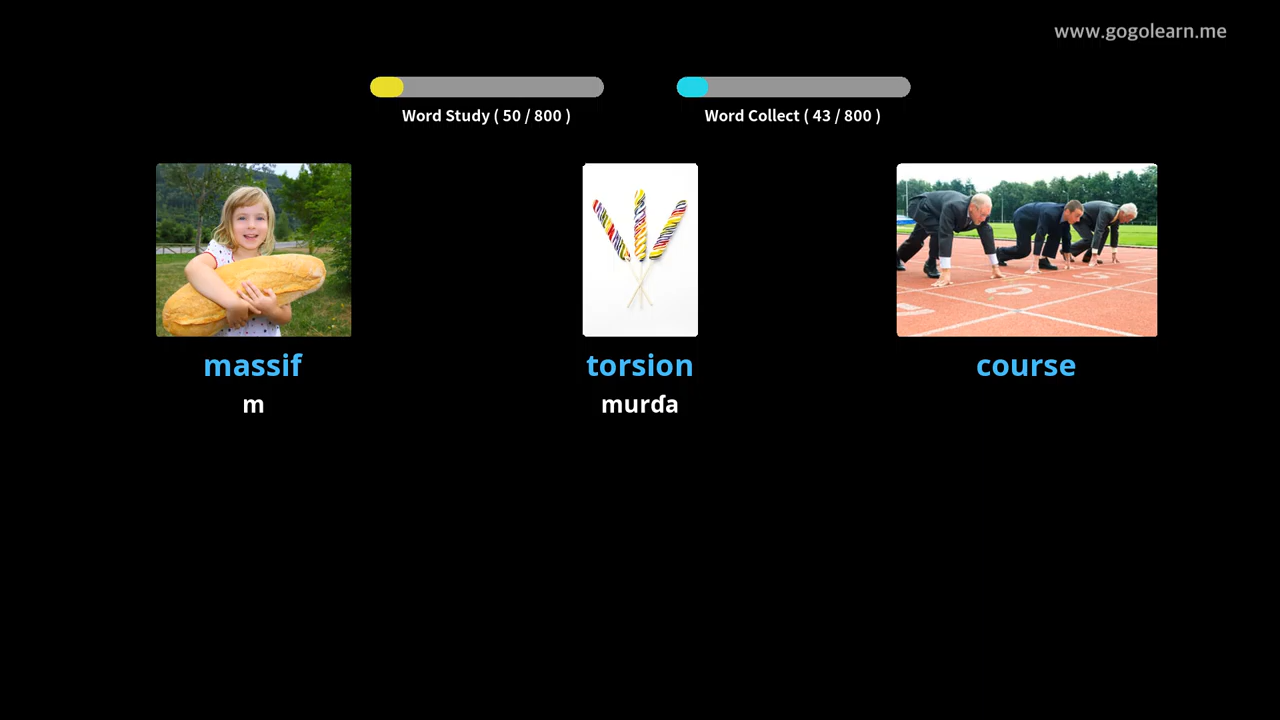 www.gogolearn.me
Word Study ( 50 / 800 )
Word Collect ( 43 / 800 )
massif
torsion
course
m
murɗa